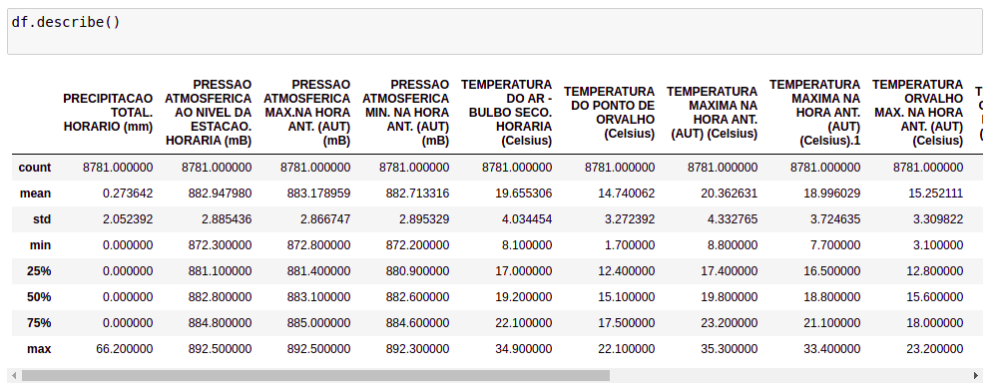 df.describe()
PRECIPITACAO TOTAL. HORARIO (mm) PRESSAO ATMOSFERICA AO NIVEL DA ESTACAO. HORARIA (mB) PRESSAO ATMOSFERICA MAX.NA HORA ANT. (AUT) (mB) PRESSAO ATMOSFERICA MIN. NA HORA ANT. (AUT) (mB) TEMPERATURA DO AR - BULBO SECO. HORARIA (Celsius) TEMPERATURA DO PONTO DE ORVALHO (Celsius) TEMPERATURA MAXIMA NA HORA ANT. (AUT) (Celsius) TEMPERATURA MAXIMA NA HORA ANT. (AUT) (Celsius).1 TEMPERATURA ORVALHO MAX. NA HORA ANT. (AUT) (Celsius)
count 8781.000000 8781.000000 8781.000000 8781.000000 8781.000000 8781.000000 8781.000000 8781.000000 8781.000000
mean 0.273642 882.947980 883.178959 882.713316 19.655306 14.740062 20.362631 18.996029 15.252111
std 2.052392 2.885436 2.866747 2.895329 4.034454 3.272392 4.332765 3.724635 3.309822
min 0.000000 872.300000 872.800000 872.200000 8.100000 1.700000 8.800000 7.700000 3.100000
25% 0.000000 881.100000 881.400000 880.900000 17.000000 12.400000 17.400000 16.500000 12.800000
50% 0.000000 882.800000 883.100000 882.600000 19.200000 15.100000 19.800000 18.800000 15.600000
75% 0.000000 884.800000 885.000000 884.600000 22.100000 17.500000 23.200000 21.100000 18.000000
max 66.200000 892.500000 892.500000 892.300000 34.900000 22.100000 35.300000 33.400000 23.200000